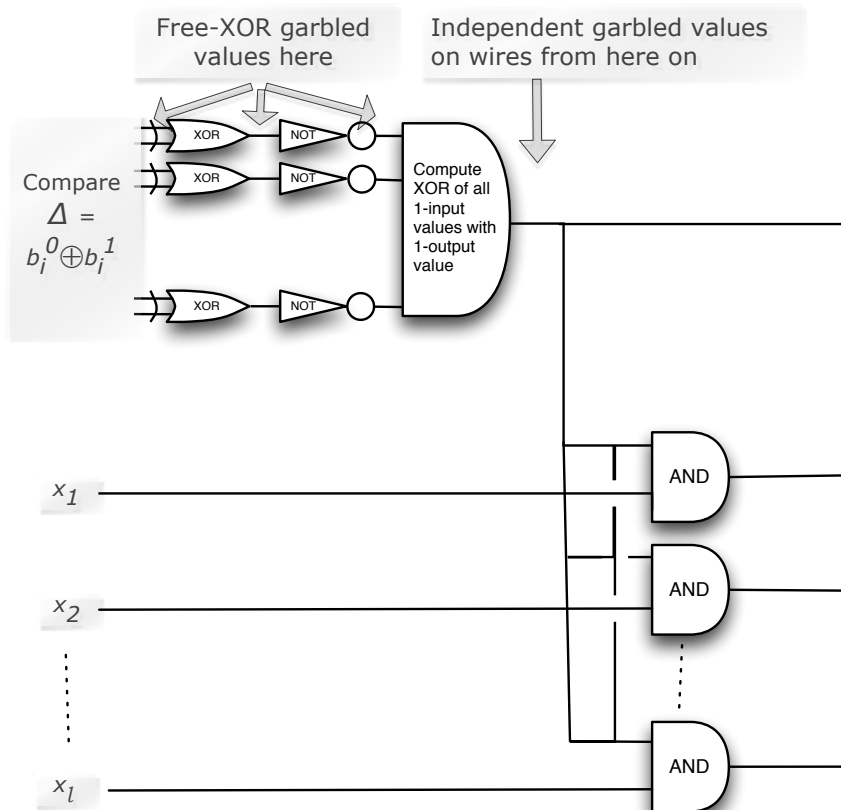 Free-XOR garbled
values here
Independent garbled values
on wires from here on
Compare
Δ =
b_i^0⊕b_i^1
XOR
NOT
XOR
NOT
XOR
NOT
Compute
XOR of all
1-input
values with
1-output
value
x_1
AND
x_2
AND
x_l
AND